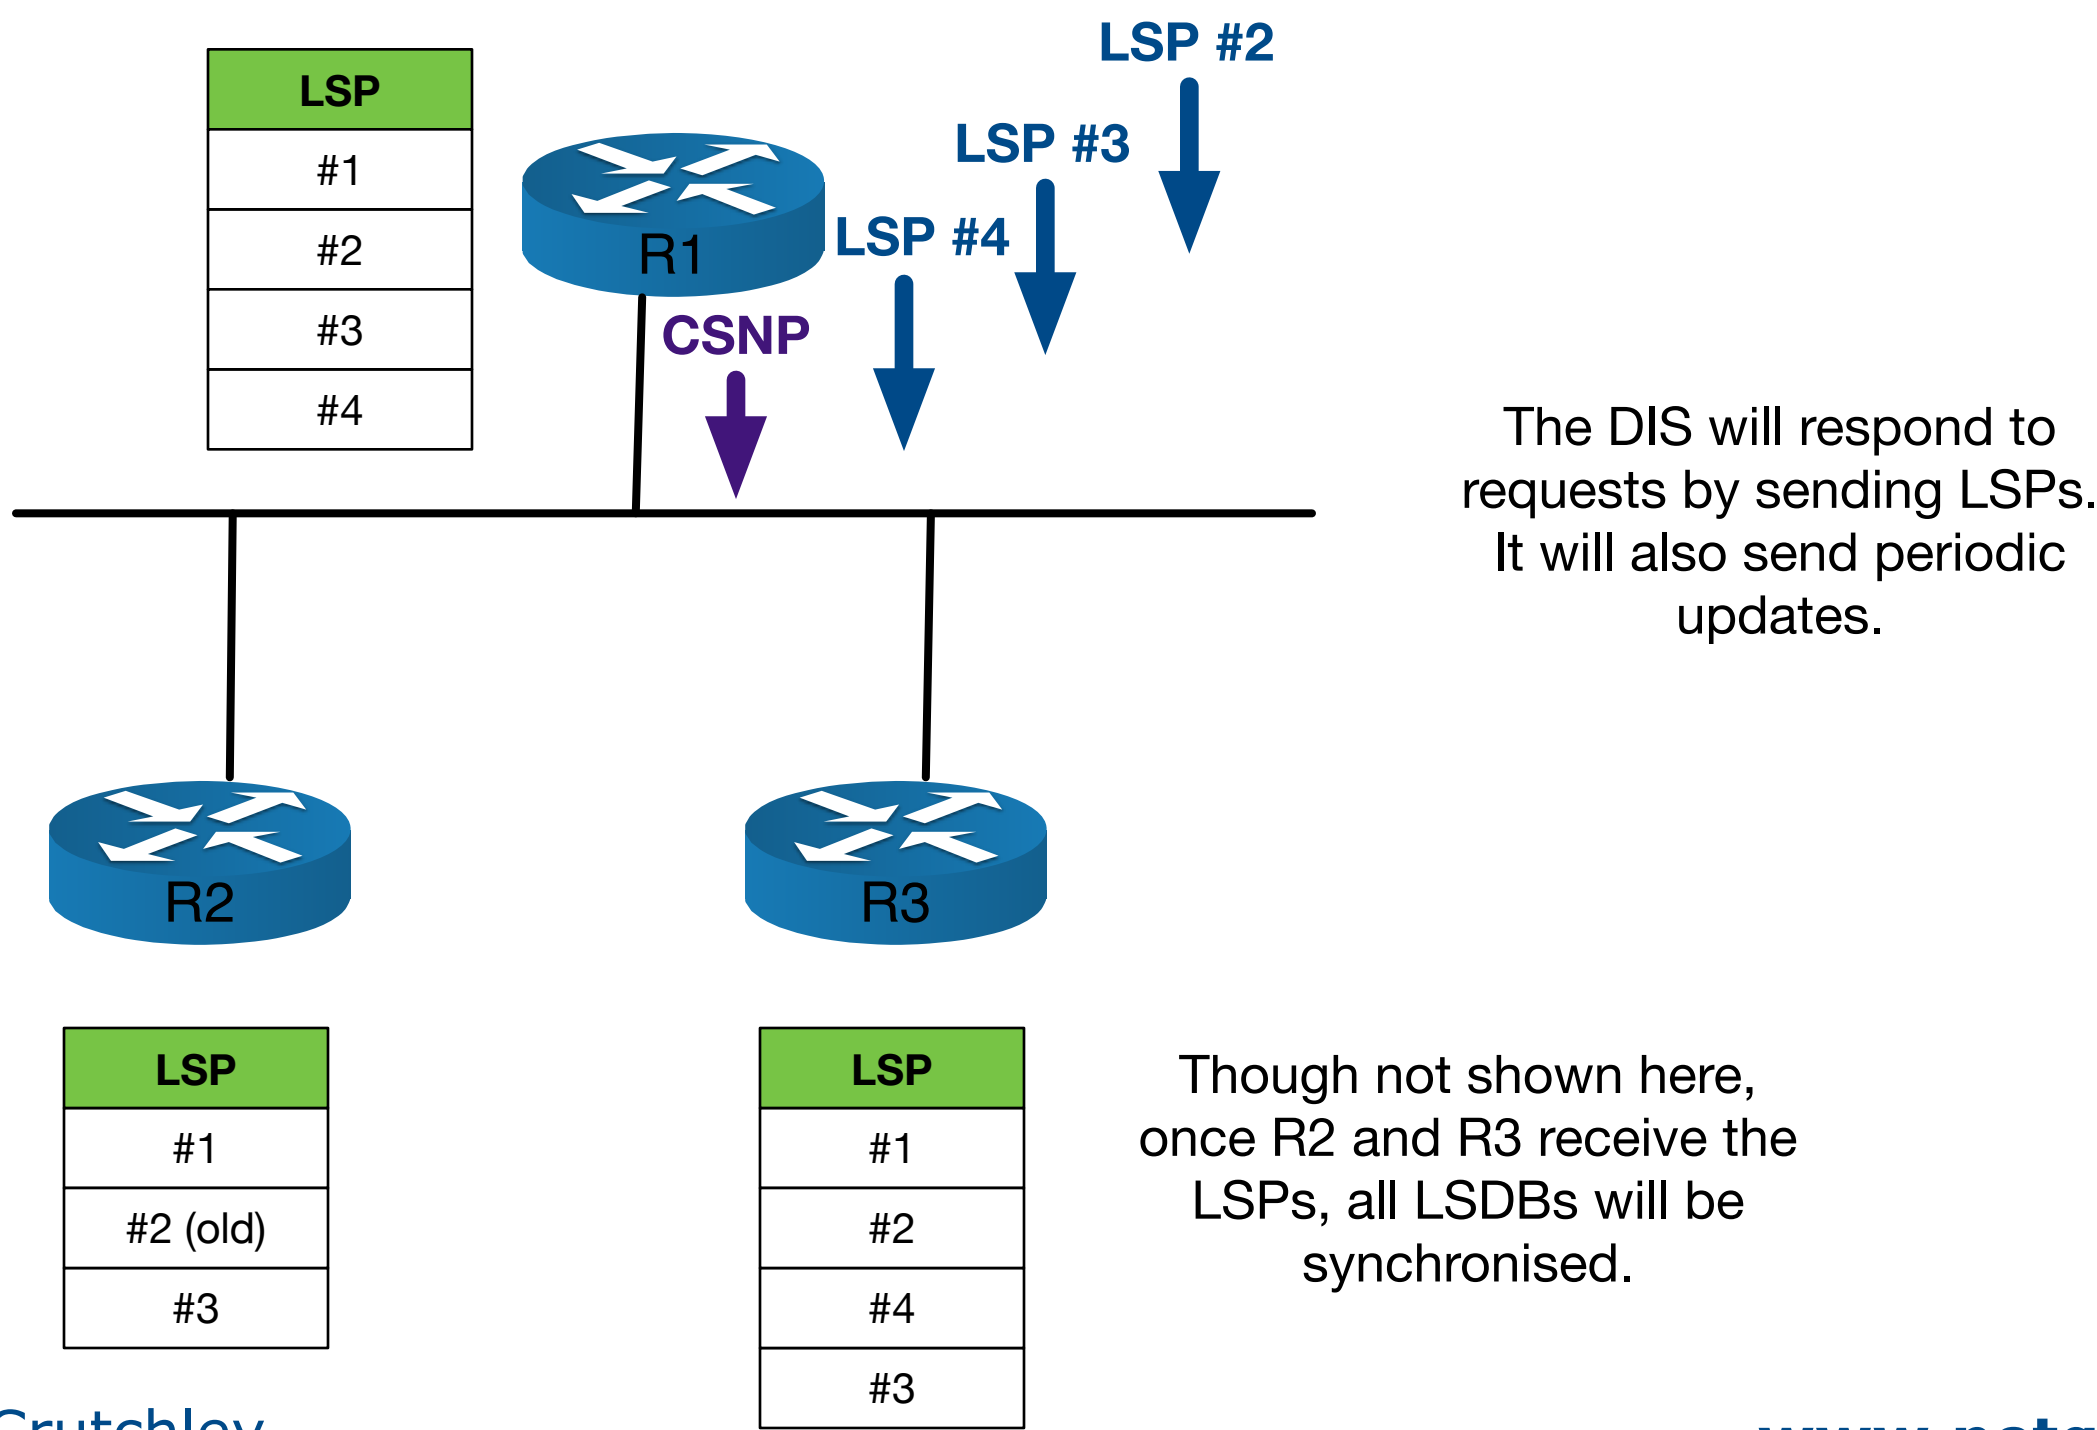 LSP #2
LSP
LSP #3
#1
LSP #4
#2
R1
#3
CSNP
#4
The DIS will respond to
requests by sending LSPs.
It will also send periodic
updates.
R2
R3
LSP
#1
#2 (old)
#3
LSP
#1
#2
#4
#3
Though not shown here,
once R2 and R3 receive the
LSPs, all LSDBs will be
synchronised.
Crutchley